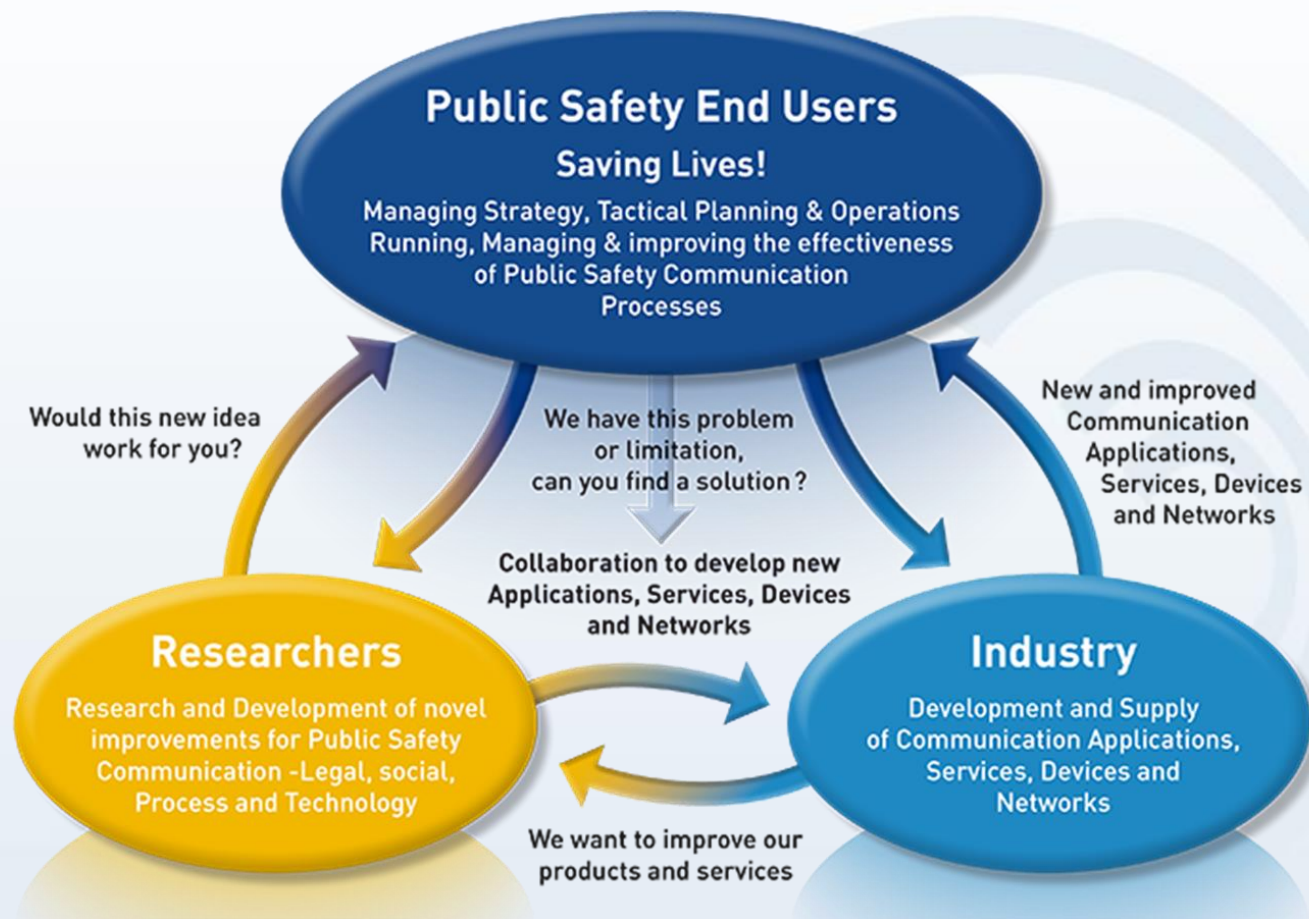 Public Safety End Users
Saving Lives!
Managing Strategy, Tactical Planning & Operations
Running, Managing & improving the effectiveness
of Public Safety Communication
Processes
Would this new idea
work for you?
We have this problem
or limitation,
can you find a solution?
New and improved
Communication
Applications,
Services, Devices
and Networks
Collaboration to develop new
Applications, Services, Devices
and Networks
Researchers
Research and Development of novel
improvements for Public Safety
Communication -Legal, social,
Process and Technology
Industry
Development and Supply
of Communication Applications,
Services, Devices and
Networks
We want to improve our
products and services